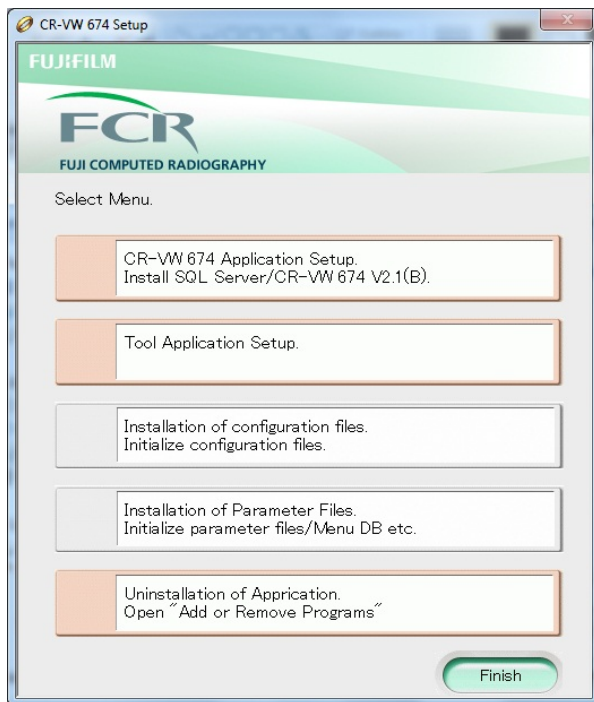 CR-VW 674 Setup
FUJIFILM
FCR
FUJI COMPUTED RADIOGRAPHY
Select Menu.
CR-VW 674 Application Setup.
Install SQL Server/CR-VW 674 V2.1(B).
Tool Application Setup.
Installation of configuration files.
Initialize configuration files.
Installation of Parameter Files.
Initialize parameter files/Menu DB etc.
Uninstallation of Apprication.
Open "Add or Remove Programs"
Finish